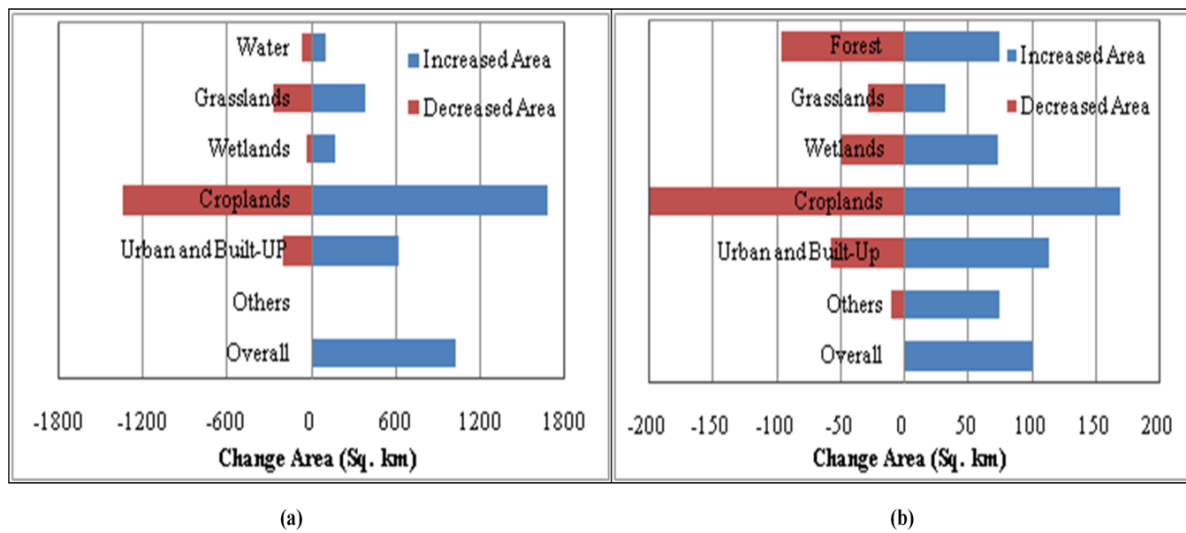 Water
Grasslands
Wetlands
Croplands
Urban and Built-UP
Others
Overall
Increased Area
Decreased Area
-1800 -1200 -600 0 600 1200 1800
Change Area (Sq. km)
(a)
Forest
Grasslands
Wetlands
Croplands
Urban and Built-Up
Others
Overall
Increased Area
Decreased Area
-200 -150 -100 -50 0 50 100 150 200
Change Area (Sq. km)
(b)